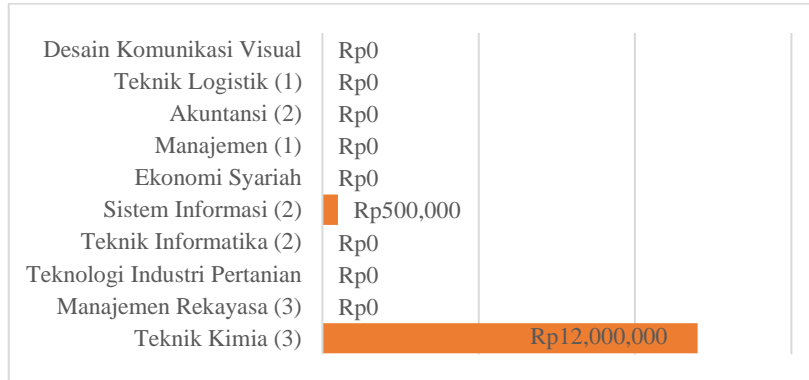 Desain Komunikasi Visual Rp0
Teknik Logistik (1) Rp0
Akuntansi (2) Rp0
Manajemen (1) Rp0
Ekonomi Syariah Rp0
Sistem Informasi (2) Rp500,000
Teknik Informatika (2) Rp0
Teknologi Industri Pertanian Rp0
Manajemen Rekayasa (3) Rp0
Teknik Kimia (3) Rp12,000,000